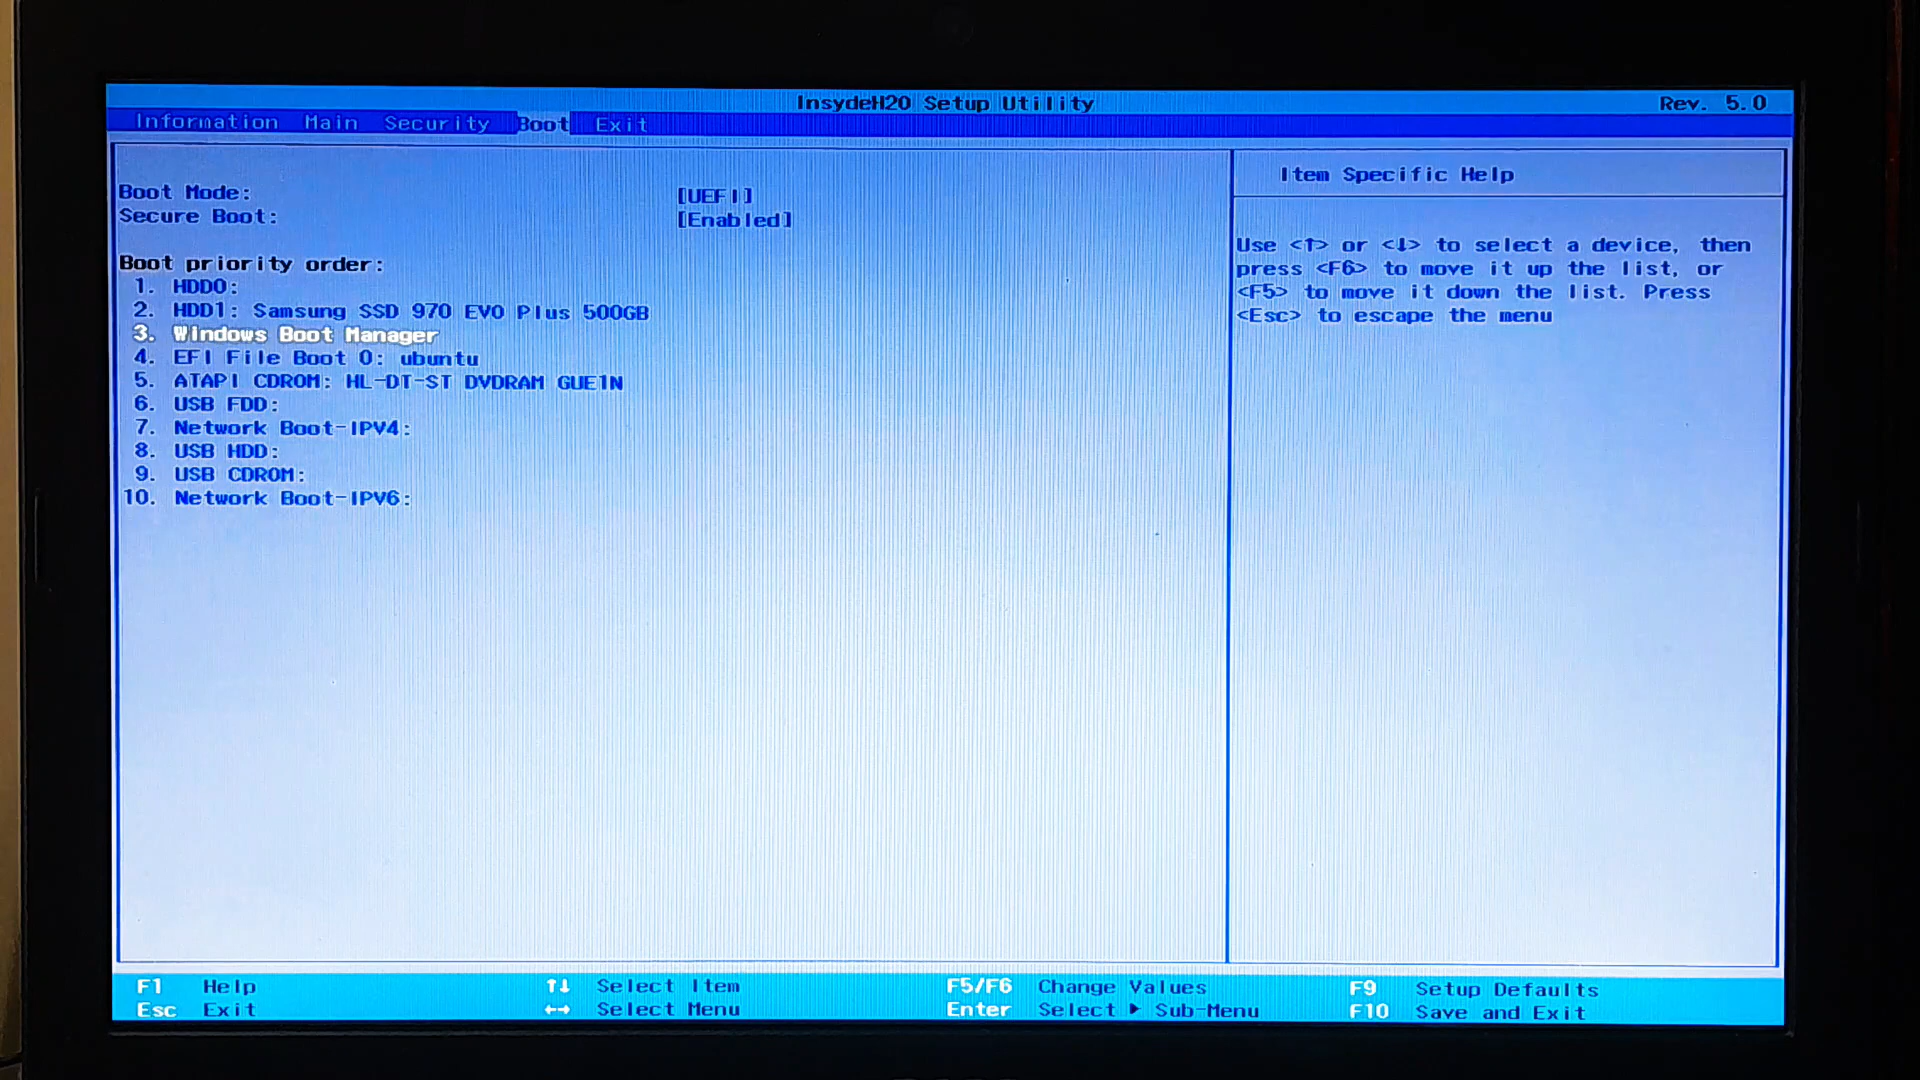 InsydeH20 Setup Utility Rev. 5.0
Information Main Security Boot Exit
Boot Mode: [UEFI]
Secure Boot: [Enabled]
Boot priority order:
1. HDD0:
2. HDD1: Samsung SSD 970 EVO Plus 500GB
3. Windows Boot Manager
4. EFI File Boot 0: ubuntu
5. ATAPI CDROM: HL-DT-ST DVDRAM GUE1N
6. USB FDD:
7. Network Boot-IPV4:
8. USB HDD:
9. USB CDROM:
10. Network Boot-IPV6:
Item Specific Help
Use <↑> or <↓> to select a device, then
press <F6> to move it up the list, or
<F5> to move it down the list. Press
<Esc> to escape the menu
F1 Help ↑↓ Select Item F5/F6 Change Values F9 Setup Defaults
Esc Exit ←→ Select Menu Enter Select ▶ Sub-Menu F10 Save and Exit